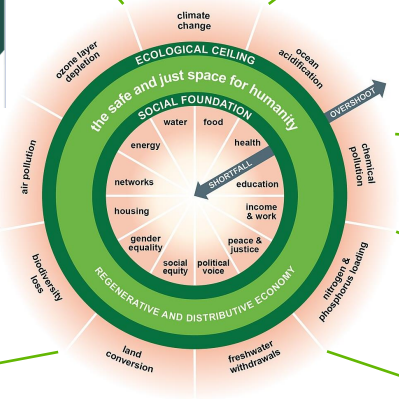 climate
change
ocean
acidification
chemical
pollution
nitrogen &
phosphorus loading
freshwater
withdrawals
land
conversion
biodiversity
loss
air pollution
ozone layer
depletion
ECOLOGICAL CEILING
the safe and just space for humanity
SOCIAL FOUNDATION
OVERSHOOT
SHORTFALL
water
food
health
education
income
& work
peace &
justice
political
voice
social
equity
gender
equality
housing
networks
energy
REGENERATIVE AND DISTRIBUTIVE ECONOMY